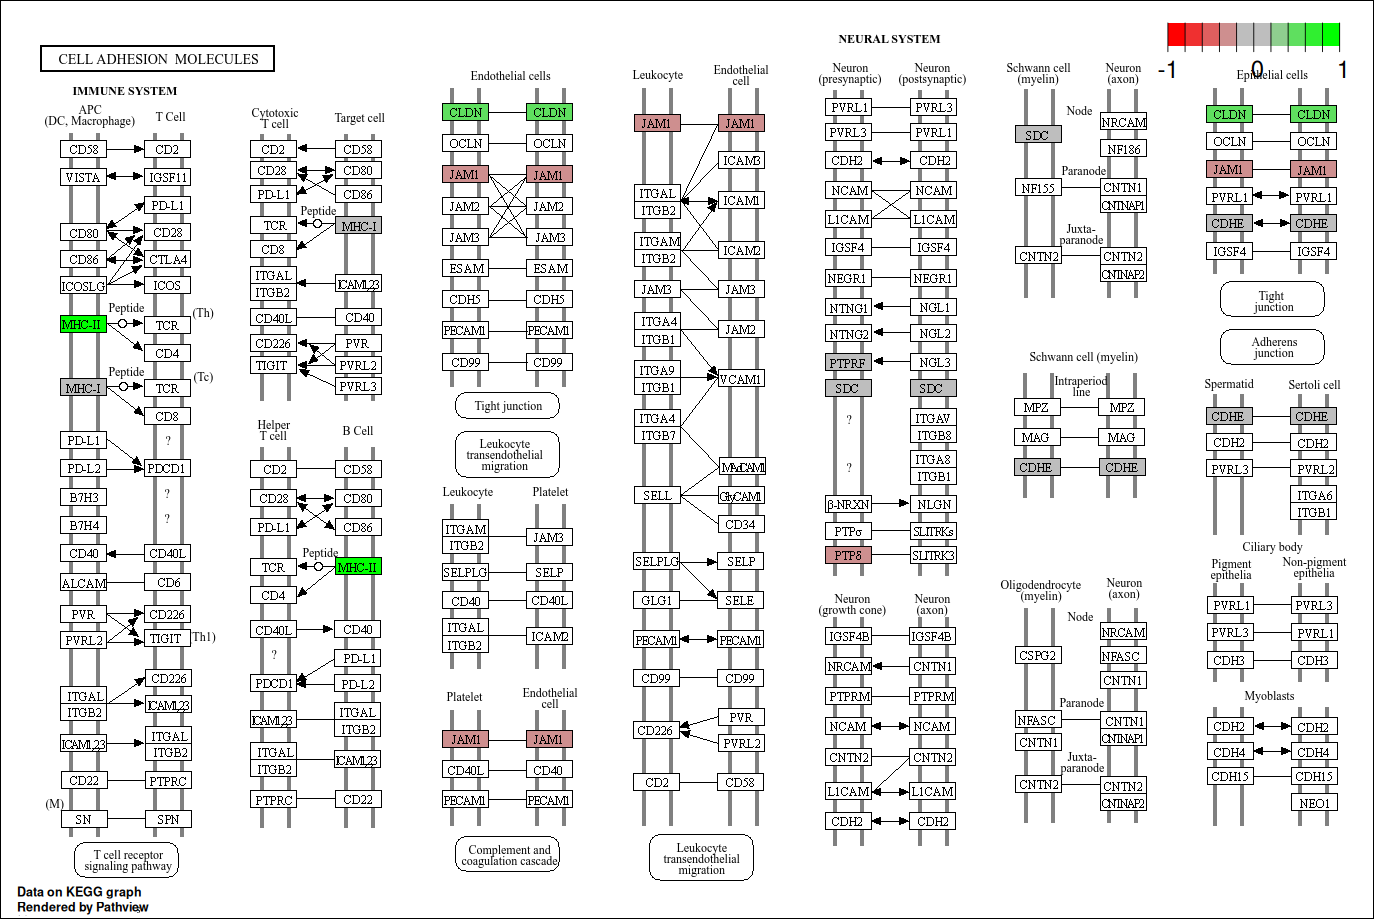 CELL ADHESION MOLECULES
IMMUNE SYSTEM
APC
(DC, Macrophage)
T Cell
CD58
CD2
VISTA
IGSF11
PD-L1
CD80
CD28
CD86
CTLA4
ICOSLG
ICOS
Peptide
MHC-II
TCR
(Th)
CD4
Peptide
MHC-I
TCR
(Tc)
CD8
PD-L1
?
PD-L2
PDCD1
B7H3
?
B7H4
?
CD40
CD40L
ALCAM
CD6
PVR
CD226
PVRL2
TIGIT
Th1)
CD226
ITGAL
ITGB2
ICAM1,2,3
ICAM1,2,3
ITGAL
ITGB2
CD22
PTPRC
(M)
SN
SPN
T cell receptor
signaling pathway
Data on KEGG graph
Rendered by Pathview
Cytotoxic
T cell
Target cell
CD2
CD58
CD28
CD80
PD-L1
CD86
Peptide
TCR
MHC-I
CD8
ITGAL
ITGB2
ICAM1,2,3
CD40L
CD40
CD226
PVR
TIGIT
PVRL2
PVRL3
Helper
T cell
B Cell
CD2
CD58
CD28
CD80
PD-L1
CD86
Peptide
TCR
MHC-II
CD4
CD40L
CD40
?
PD-L1
PDCD1
PD-L2
ICAM1,2,3
ITGAL
ITGB2
ITGAL
ITGB2
ICAM1,2,3
PTPRC
CD22
Endothelial cells
CLDN
CLDN
OCLN
OCLN
JAM1
JAM1
JAM2
JAM2
JAM3
JAM3
ESAM
ESAM
CDH5
CDH5
PECAM1
PECAM1
CD99
CD99
Tight junction
Leukocyte
transendothelial
migration
Leukocyte
Platelet
ITGAM
ITGB2
JAM3
SELPLG
SELP
CD40
CD40L
ITGAL
ITGB2
ICAM2
Platelet
Endothelial
cell
JAM1
JAM1
CD40L
CD40
PECAM1
PECAM1
Complement and
coagulation cascade
Leukocyte
Endothelial
cell
JAM1
JAM1
ICAM3
ITGAL
ITGB2
ICAM1
ITGAM
ITGB2
ICAM2
JAM3
JAM3
ITGA4
ITGB1
JAM2
ITGA9
ITGB1
VCAM1
ITGA4
ITGB7
MAdCAM1
SELL
GlyCAM1
CD34
SELPLG
SELP
GLG1
SELE
PECAM1
PECAM1
CD99
CD99
CD226
PVR
PVRL2
CD2
CD58
Leukocyte
transendothelial
migration
NEURAL SYSTEM
Neuron
(presynaptic)
Neuron
(postsynaptic)
PVRL1
PVRL3
PVRL3
PVRL1
CDH2
CDH2
NCAM
NCAM
L1CAM
L1CAM
IGSF4
IGSF4
NEGR1
NEGR1
NTNG1
NGL1
NTNG2
NGL2
PTPRF
NGL3
SDC
SDC
?
ITGAV
ITGB8
?
ITGA8
ITGB1
β-NRXN
NLGN
PTPσ
SLITRKs
PTPδ
SLITRK3
Neuron
(growth cone)
Neuron
(axon)
IGSF4B
IGSF4B
NRCAM
CNTN1
PTPRM
PTPRM
NCAM
NCAM
CNTN2
CNTN2
L1CAM
L1CAM
CDH2
CDH2
Schwann cell
(myelin)
Neuron
(axon)
Node
NRCAM
SDC
NF186
Paranode
NF155
CNTN1
CNTNAP1
Juxta-
paranode
CNTN2
CNTN2
CNTNAP2
Schwann cell (myelin)
Intraperiod
line
MPZ
MPZ
MAG
MAG
CDHE
CDHE
Oligodendrocyte
(myelin)
Neuron
(axon)
Node
NRCAM
CSPG2
NFASC
CNTN1
Paranode
NFASC
CNTN1
CNTNAP1
CNTN1
Juxta-
paranode
CNTN2
CNTN2
CNTNAP2
-1
0
1
Epithelial cells
CLDN
CLDN
OCLN
OCLN
JAM1
JAM1
PVRL1
PVRL1
CDHE
CDHE
IGSF4
IGSF4
Tight
junction
Adherens
junction
Spermatid
Sertoli cell
CDHE
CDHE
CDH2
CDH2
PVRL3
PVRL2
ITGA6
ITGB1
Ciliary body
Pigment
epithelia
Non-pigment
epithelia
PVRL1
PVRL3
PVRL3
PVRL1
CDH3
CDH3
Myoblasts
CDH2
CDH2
CDH4
CDH4
CDH15
CDH15
NEO1